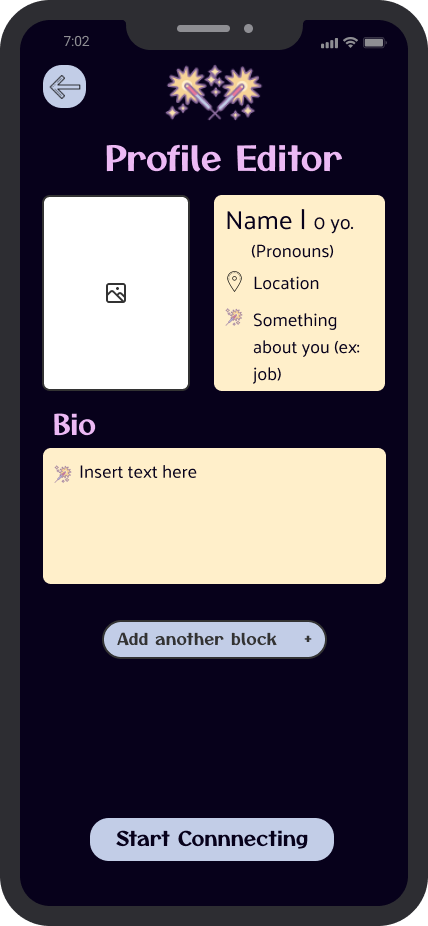 7:02
Profile Editor
Name | 0 yo.
(Pronouns)
Location
Something
about you (ex:
job)
Bio
Insert text here
Add another block +
Start Connnecting